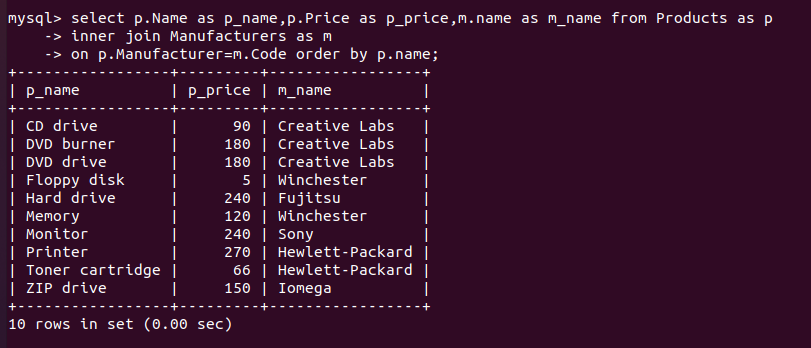 mysql> select p.Name as p_name,p.Price as p_price,m.name as m_name from Products as p
    -> inner join Manufacturers as m
    -> on p.Manufacturer=m.Code order by p.name;
+-----------------+---------+-----------------+
| p_name          | p_price | m_name          |
+-----------------+---------+-----------------+
| CD drive        |      90 | Creative Labs   |
| DVD burner      |     180 | Creative Labs   |
| DVD drive       |     180 | Creative Labs   |
| Floppy disk     |       5 | Winchester      |
| Hard drive      |     240 | Fujitsu         |
| Memory          |     120 | Winchester      |
| Monitor         |     240 | Sony            |
| Printer         |     270 | Hewlett-Packard |
| Toner cartridge |      66 | Hewlett-Packard |
| ZIP drive       |     150 | Iomega          |
+-----------------+---------+-----------------+
10 rows in set (0.00 sec)